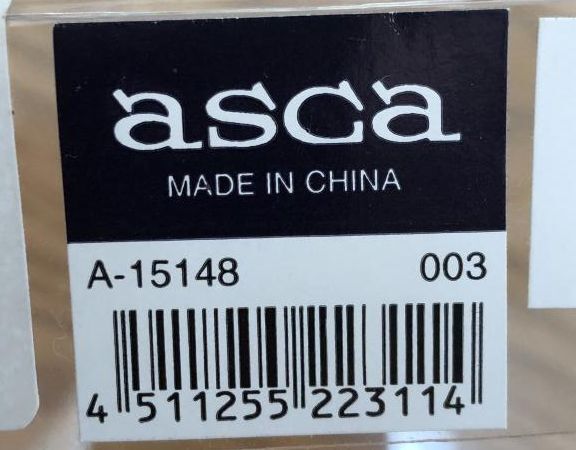 asca
MADE IN CHINA
A-15148 003
4 511255 223114